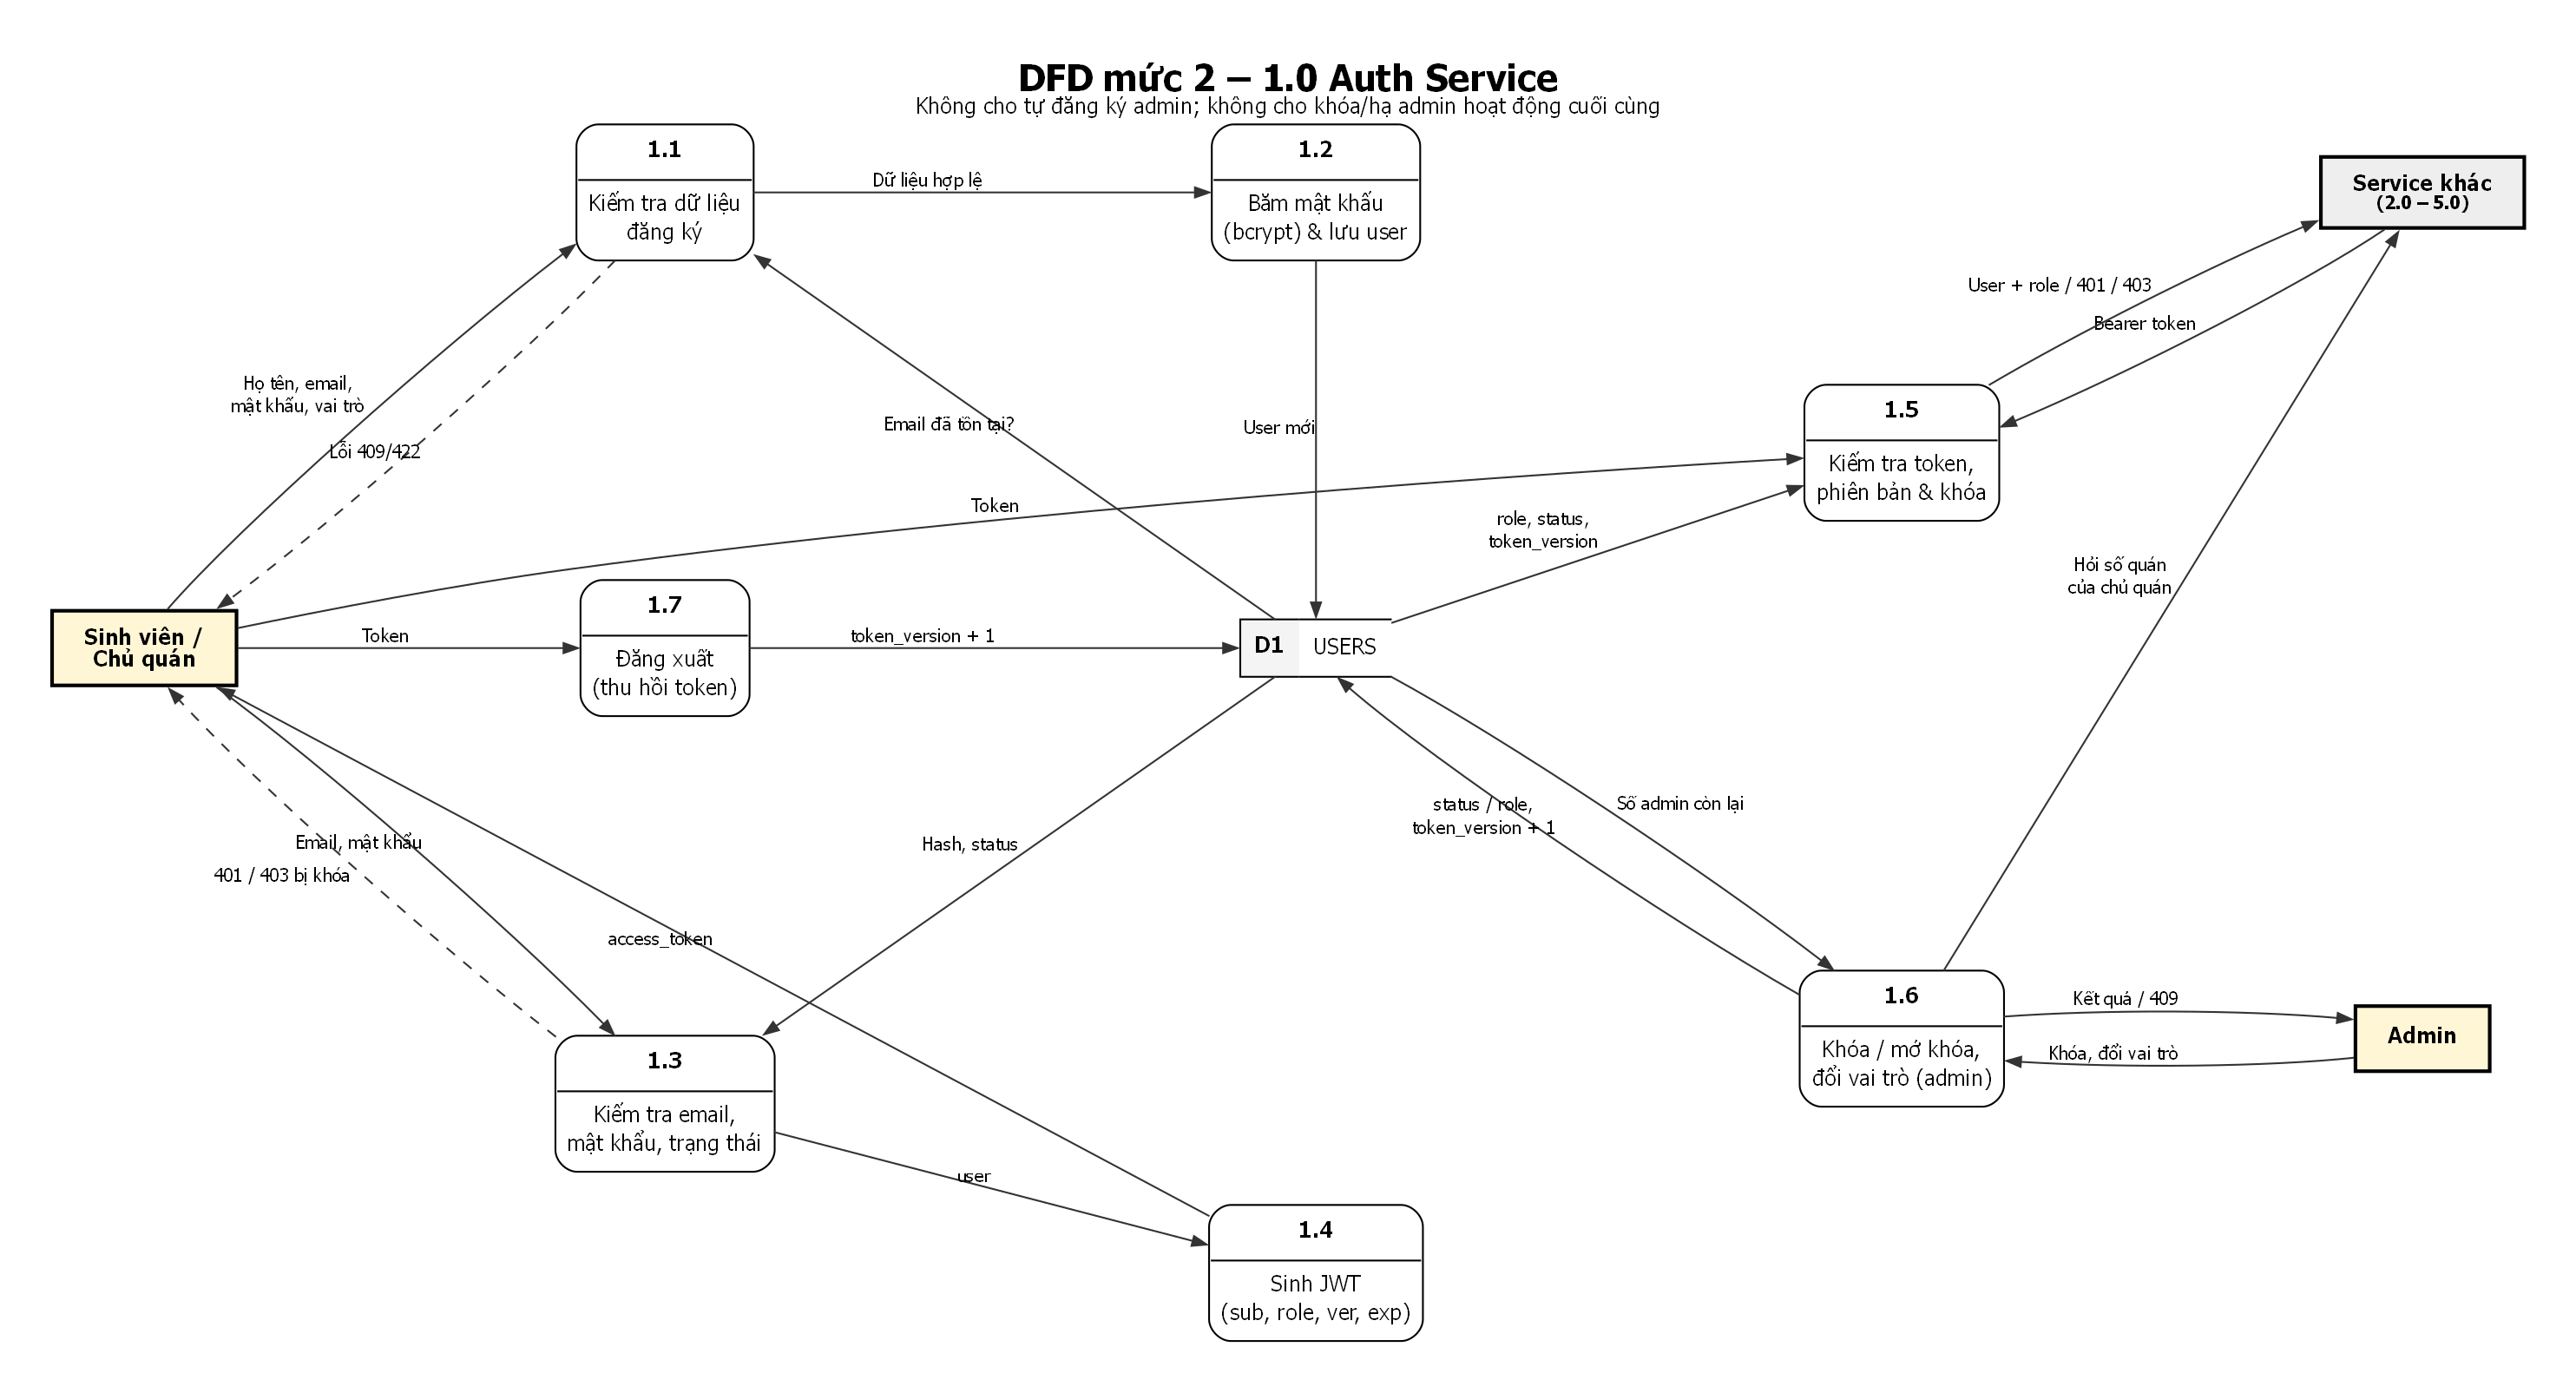 DFD mức 2 – 1.0 Auth Service
Không cho tự đăng ký admin; không cho khóa/hạ admin hoạt động cuối cùng
1.1
Kiểm tra dữ liệu
đăng ký
Dữ liệu hợp lệ
1.2
Băm mật khẩu
(bcrypt) & lưu user
Service khác
(2.0 – 5.0)
User + role / 401 / 403
Bearer token
Họ tên, email,
mật khẩu, vai trò
Lỗi 409/422
Email đã tồn tại?
User mới
1.5
Kiểm tra token,
phiên bản & khóa
Token
role, status,
token_version
Hỏi số quán
của chủ quán
Sinh viên /
Chủ quán
Token
1.7
Đăng xuất
(thu hồi token)
token_version + 1
D1
USERS
Email, mật khẩu
401 / 403 bị khóa
Hash, status
status / role,
token_version + 1
Số admin còn lại
access_token
1.6
Khóa / mở khóa,
đổi vai trò (admin)
Kết quả / 409
Khóa, đổi vai trò
Admin
1.3
Kiểm tra email,
mật khẩu, trạng thái
user
1.4
Sinh JWT
(sub, role, ver, exp)